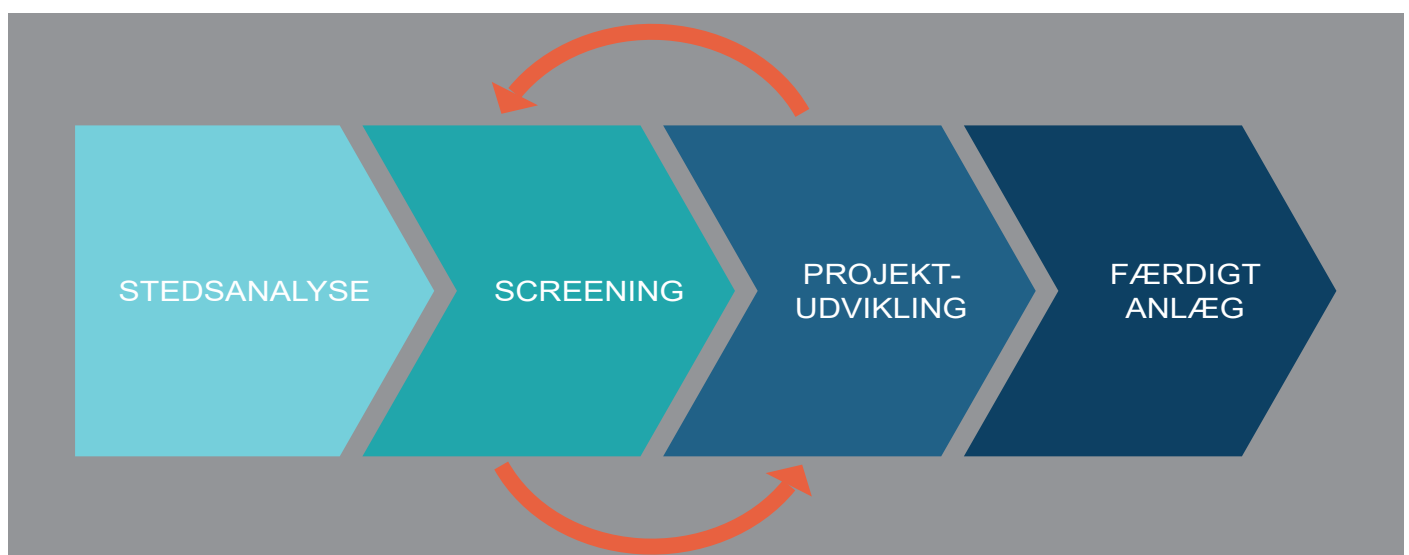 STEDSANALYSE
SCREENING
PROJEKT-
UDVIKLING
FÆRDIGT
ANLÆG